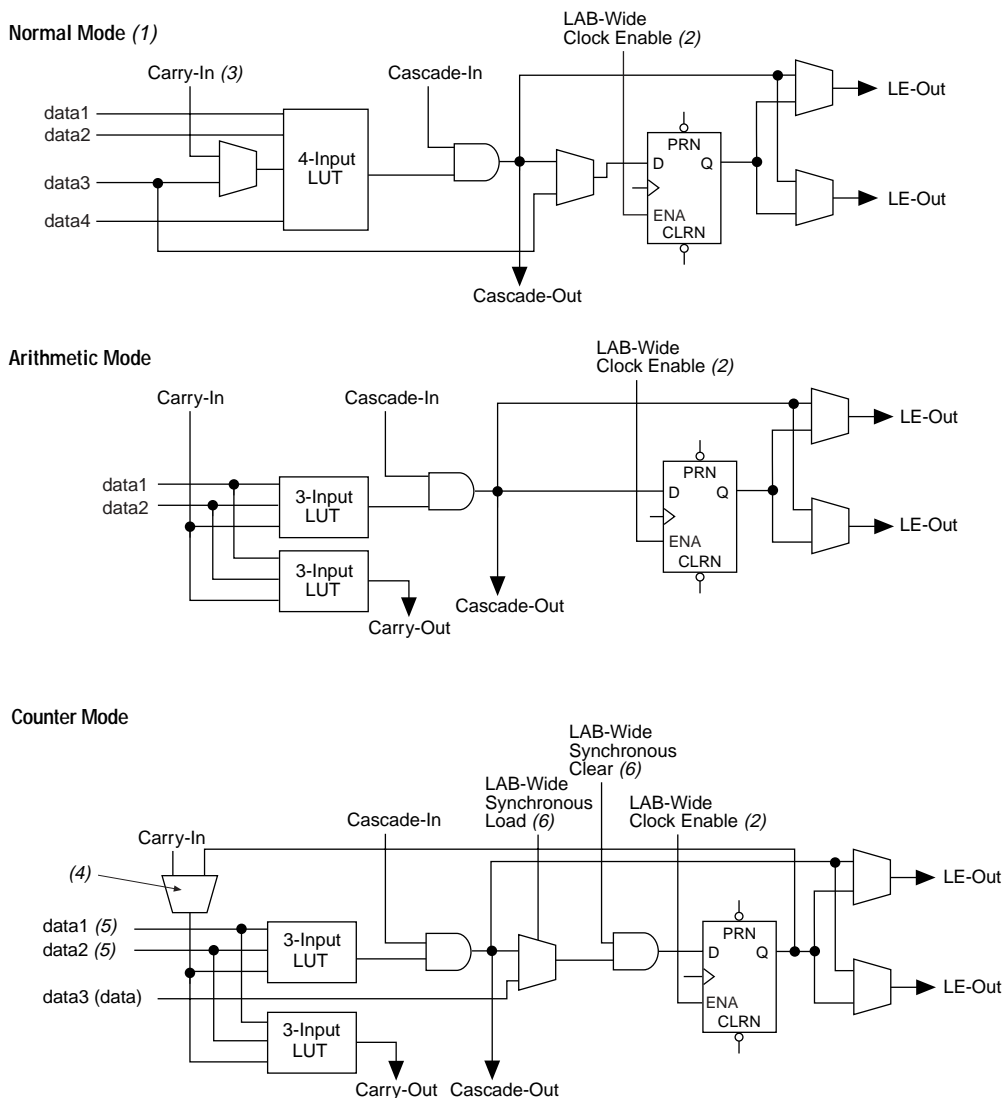 Normal Mode (1)
LAB-Wide
Clock Enable (2)
Carry-In (3)
Cascade-In
LE-Out
data1
data2
4-Input
LUT
PRN
D
Q
data3
ENA
CLRN
LE-Out
data4
Cascade-Out
Arithmetic Mode
LAB-Wide
Clock Enable (2)
Carry-In
Cascade-In
LE-Out
data1
data2
3-Input
LUT
PRN
D
Q
LE-Out
ENA
CLRN
3-Input
LUT
Cascade-Out
Carry-Out
Counter Mode
LAB-Wide
Synchronous
Clear (6)
LAB-Wide
Synchronous
Load (6)
LAB-Wide
Clock Enable (2)
Cascade-In
Carry-In
(4)
LE-Out
data1 (5)
data2 (5)
3-Input
LUT
PRN
D
Q
data3 (data)
LE-Out
ENA
CLRN
3-Input
LUT
Carry-Out
Cascade-Out